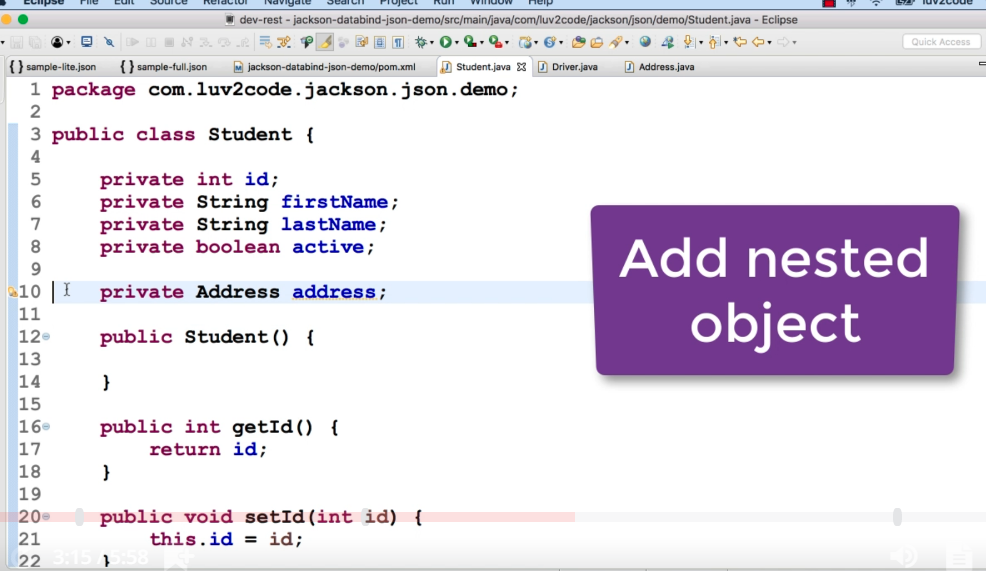 Eclipse File Edit Source Refactor Navigate Search Project Run Window Help luv2code
dev-rest - jackson-databind-json-demo/src/main/java/com/luv2code/jackson/json/demo/Student.java - Eclipse
Quick Access
{ } sample-lite.json { } sample-full.json jackson-databind-json-demo/pom.xml Student.java Driver.java Address.java
1 package com.luv2code.jackson.json.demo;
2
3 public class Student {
4
5 private int id;
6 private String firstName;
7 private String lastName;
8 private boolean active;
9
10 private Address address;
11
12 public Student() {
13
14 }
15
16 public int getId() {
17 return id;
18 }
19
20 public void setId(int id) {
21 this.id = id;
22 }
Add nested
object
3:15 / 5:58